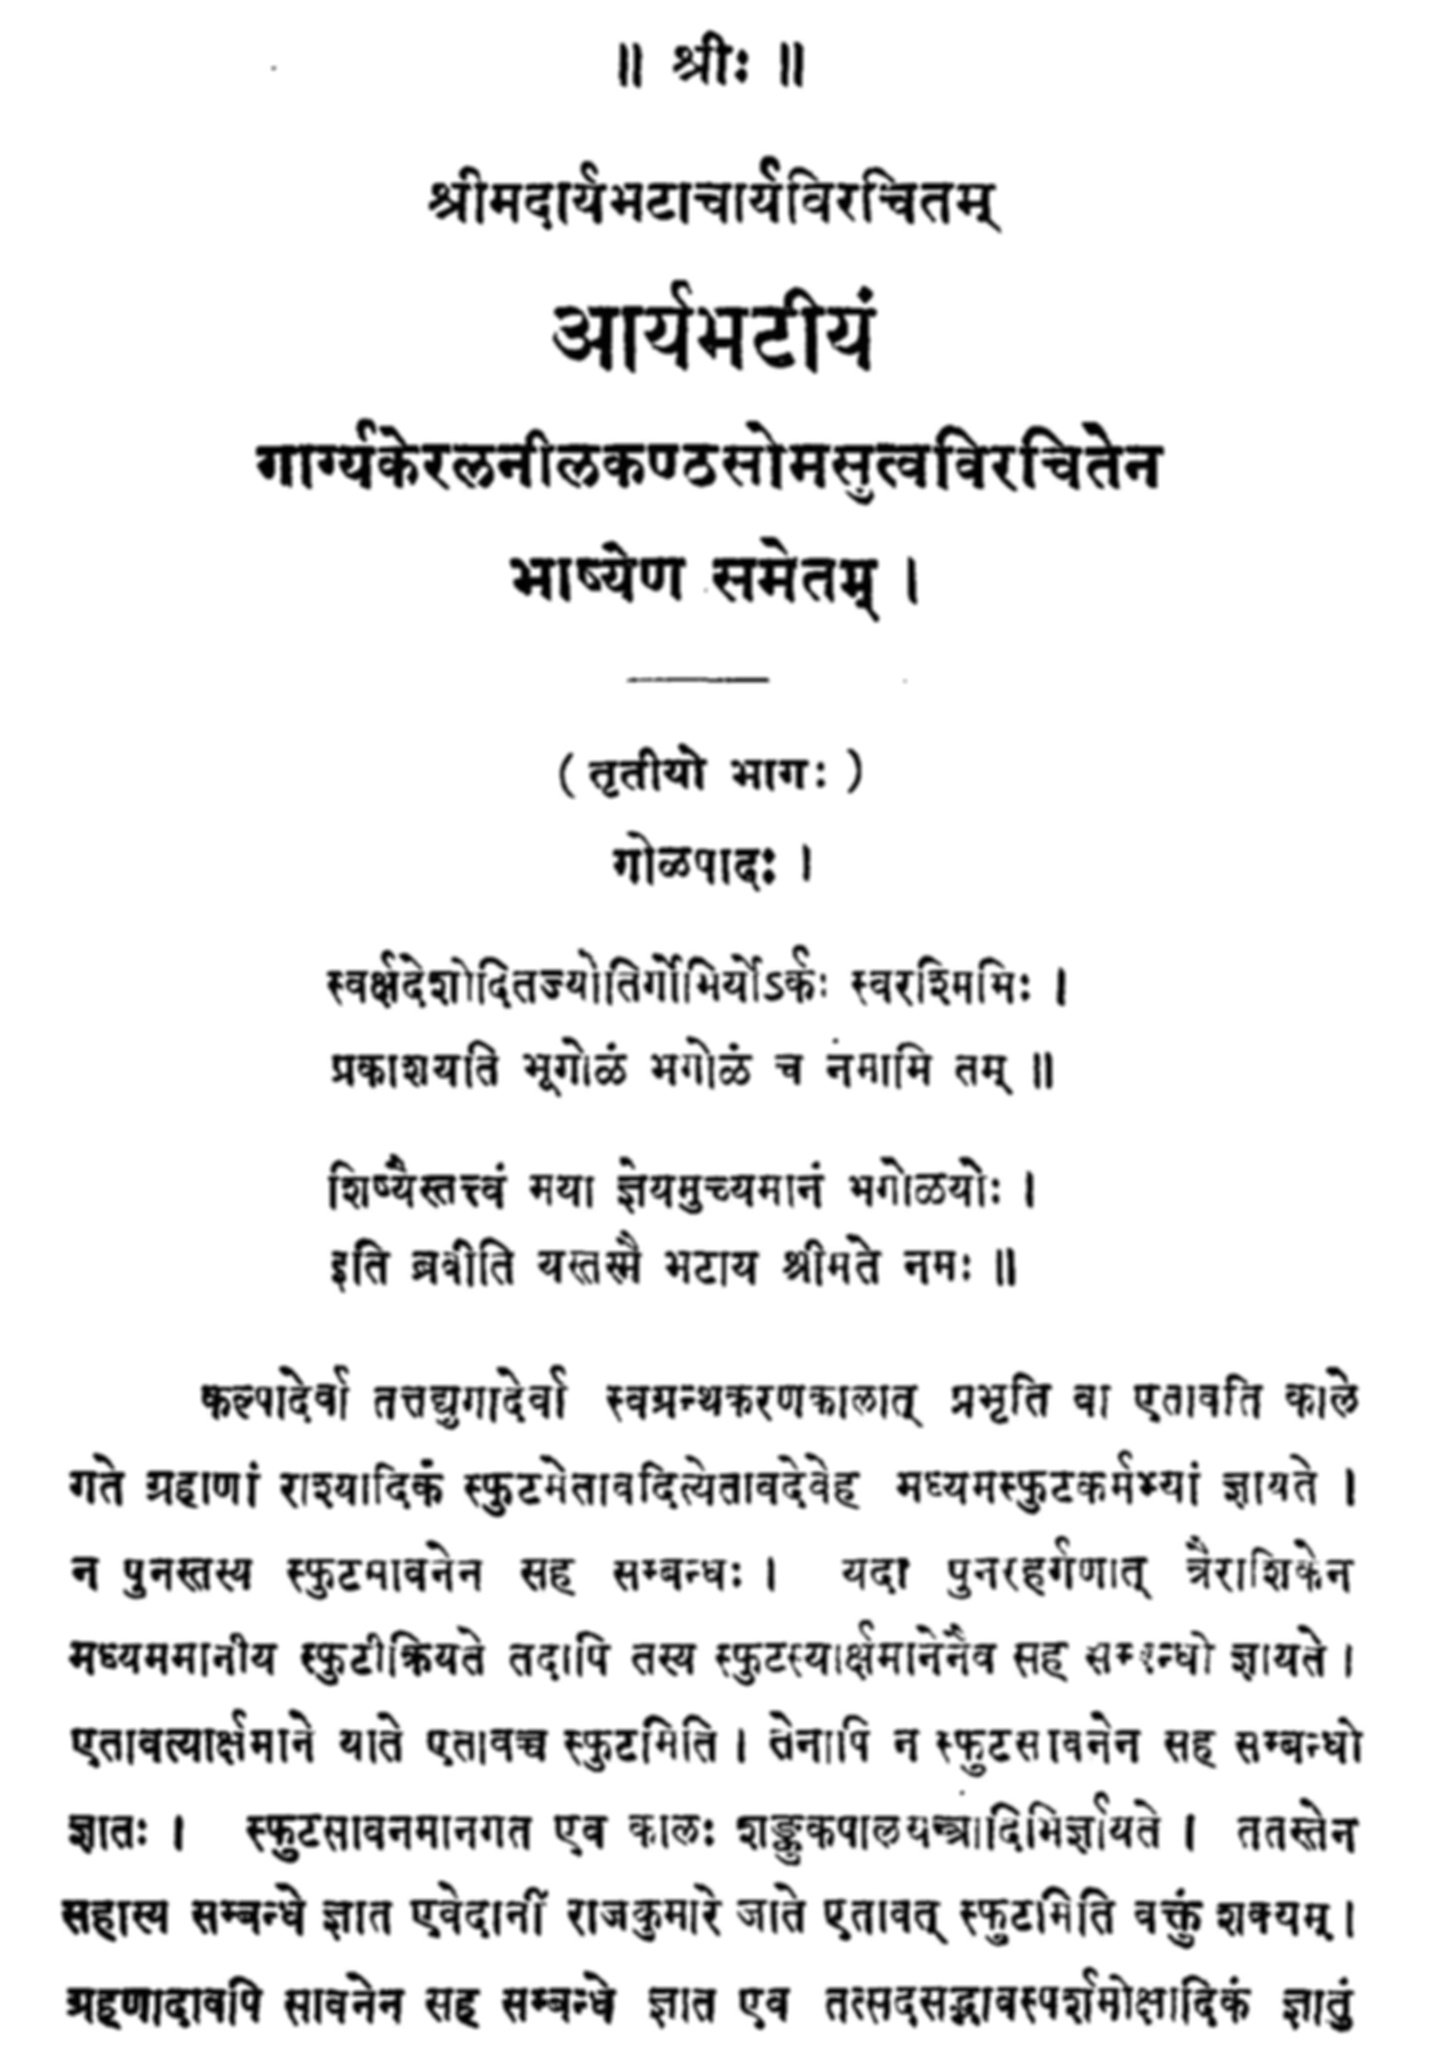 ॥ श्रीः ॥
श्रीमदार्यभटाचार्यविरचितम्
आर्यभटीयं
गार्ग्यकेरलनीलकण्ठसोमसुत्वविरचितेन
भाष्येण समेतम् ।
( तृतीयो भागः )
गोळपादः ।
स्वर्क्षदेशोदितज्योतिर्गोभिर्योऽर्कः स्वरश्मिमिः ।
प्रकाशयति भूगोळं भगोळं च नमामि तम् ॥
शिष्यैस्तत्त्वं मया ज्ञेयमुच्यमानं भगोळयोः ।
इति ब्रवीति यस्तस्मै भटाय श्रीमते नमः ॥
कल्पादेर्वा तत्तद्युगादेर्वा स्वग्रन्थकरणकालात् प्रभृति वा एतावति काले
गते ग्रहाणां राश्यादिकं स्फुटमेतावदित्येतावदेवेह मध्यमस्फुटकर्मभ्यां ज्ञायते ।
न पुनस्तस्य स्फुटसावनेन सह सम्बन्धः । यदा पुनरहर्गणात् त्रैराशिकेन
मध्यममानीय स्फुटीक्रियते तदापि तस्य स्फुटस्यार्क्षमानेनैव सह सम्बन्धो ज्ञायते ।
एतावत्यार्क्षमाने याते एतावच्च स्फुटमिति । तेनापि न स्फुटसावनेन सह सम्बन्धो
ज्ञातः । स्फुटसावनमानगत एव कालः शङ्कुकपालयन्त्रादिभिर्ज्ञायते । ततस्तेन
सहास्य सम्बन्धे ज्ञात एवेदानीं राजकुमारे जाते एतावत् स्फुटमिति वक्तुं शक्यम् ।
ग्रहणादावपि सावनेन सह सम्बन्धे ज्ञात एव तत्सदसद्भावस्पर्शमोक्षादिकं ज्ञातुं